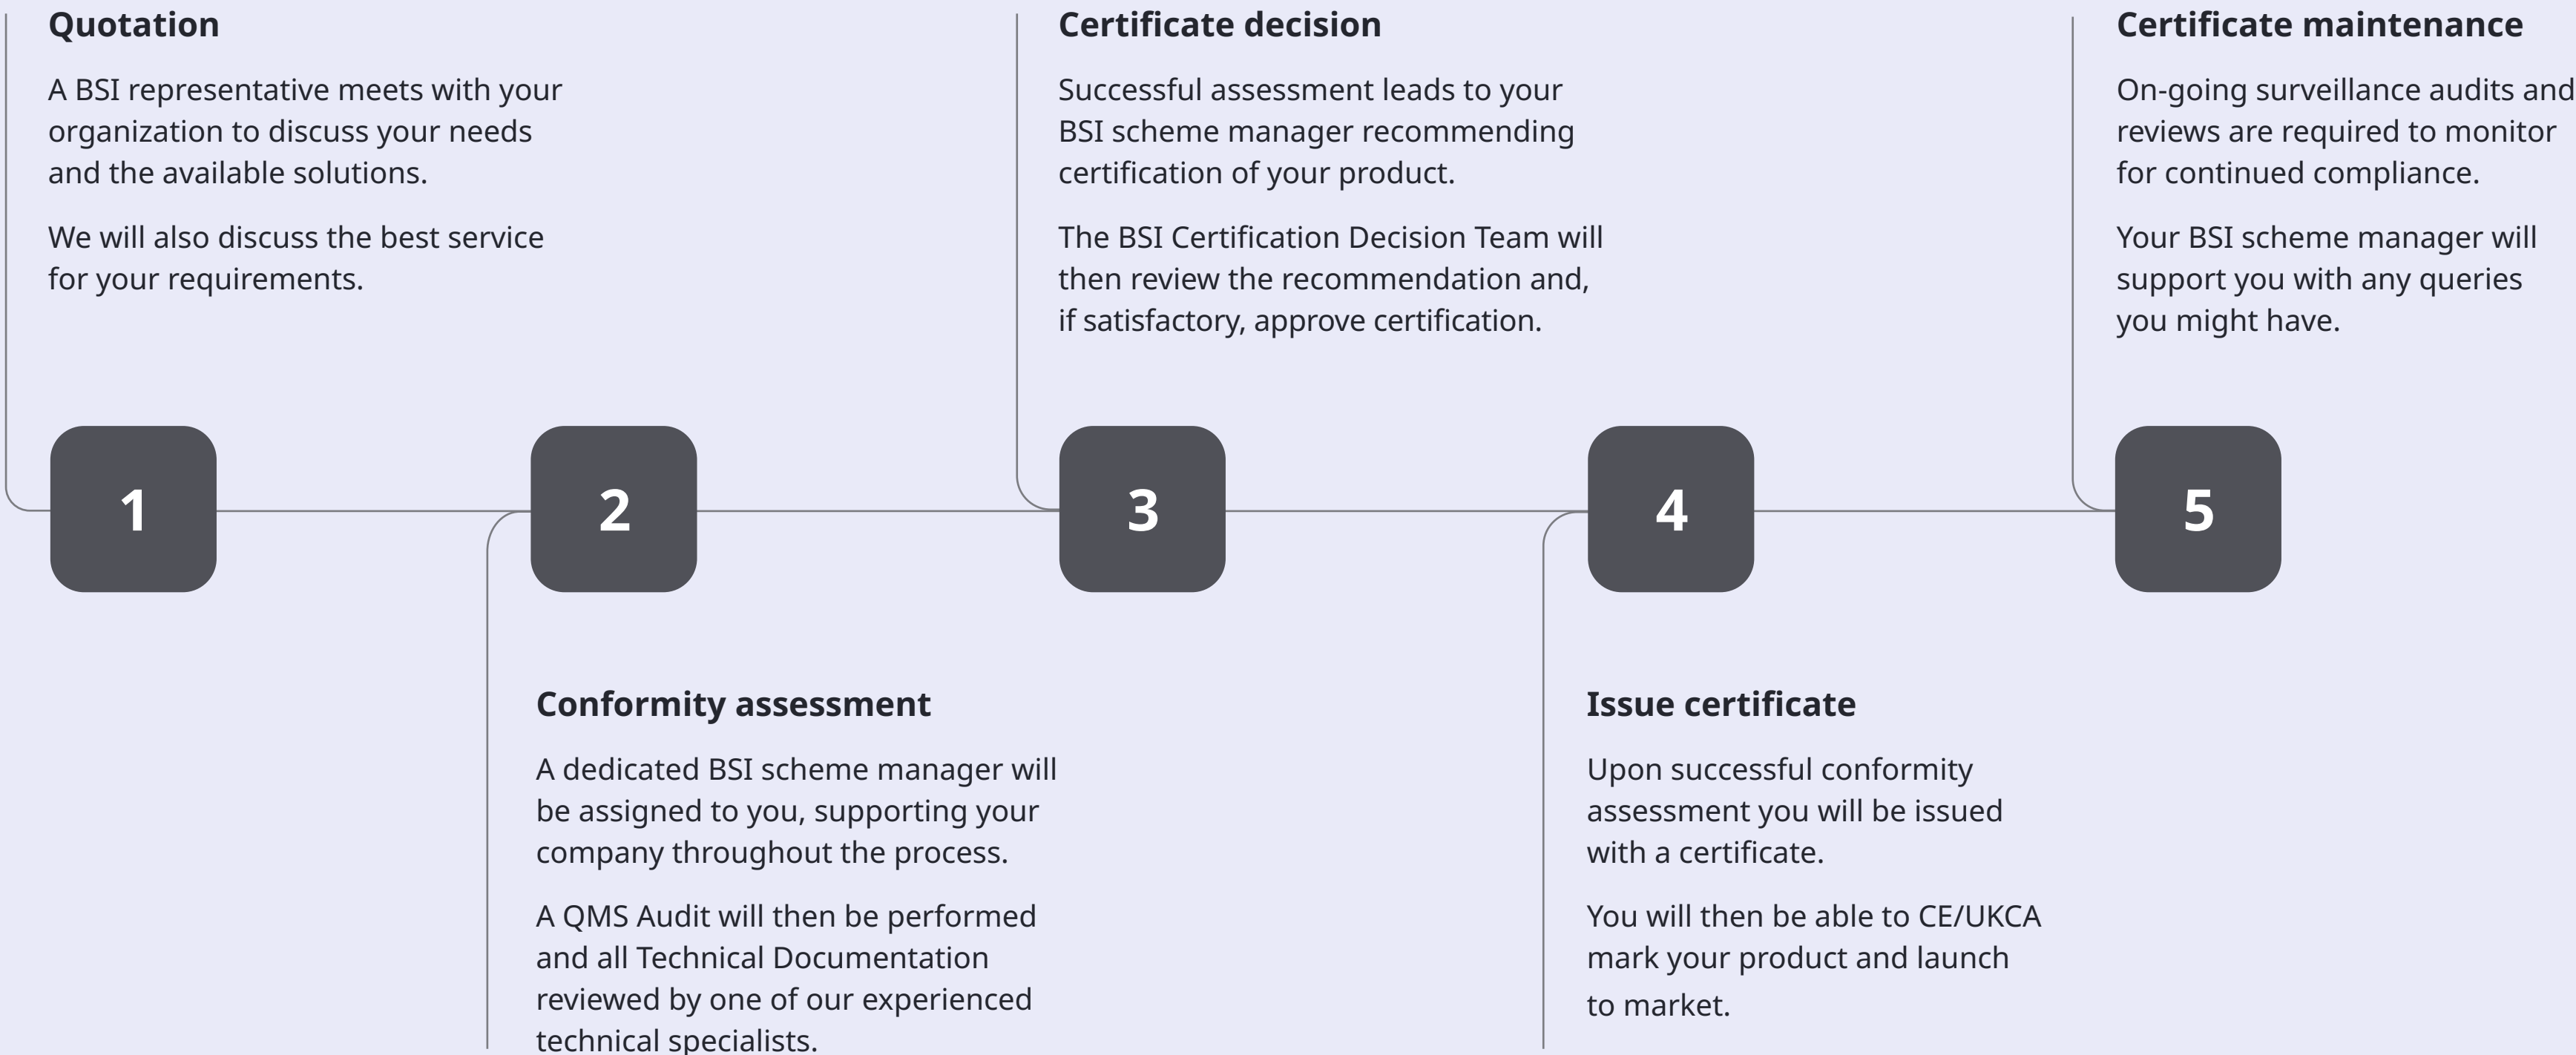 Quotation
A BSI representative meets with your
organization to discuss your needs
and the available solutions.
We will also discuss the best service
for your requirements.
Certificate decision
Successful assessment leads to your
BSI scheme manager recommending
certification of your product.
The BSI Certification Decision Team will
then review the recommendation and,
if satisfactory, approve certification.
Certificate maintenance
On-going surveillance audits and
reviews are required to monitor
for continued compliance.
Your BSI scheme manager will
support you with any queries
you might have.
1
2
3
4
5
Conformity assessment
A dedicated BSI scheme manager will
be assigned to you, supporting your
company throughout the process.
A QMS Audit will then be performed
and all Technical Documentation
reviewed by one of our experienced
technical specialists.
Issue certificate
Upon successful conformity
assessment you will be issued
with a certificate.
You will then be able to CE/UKCA
mark your product and launch
to market.